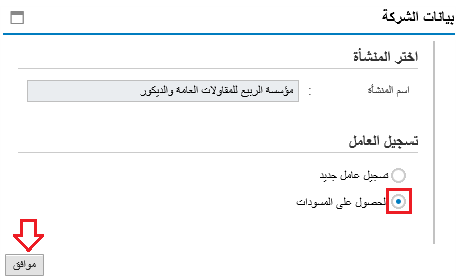 بيانات الشركة
اختر المنشأة
اسم المنشأة : مؤسسة الربيع للمقاولات العامة والديكور
تسجيل العامل
تسجيل عامل جديد
لحصول على المسودات
موافق